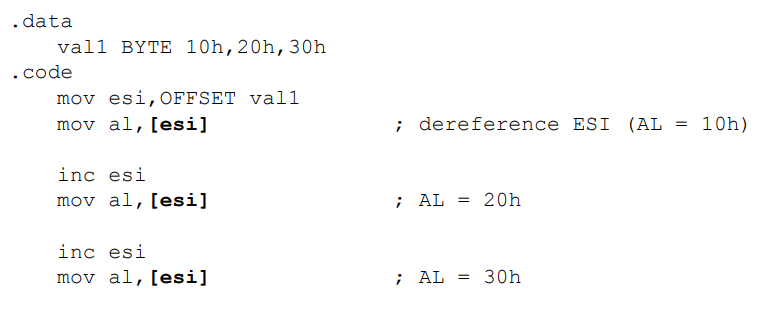 .data
val1 BYTE 10h,20h,30h
.code
mov esi,OFFSET val1
mov al,[esi] ; dereference ESI (AL = 10h)
inc esi
mov al,[esi] ; AL = 20h
inc esi
mov al,[esi] ; AL = 30h